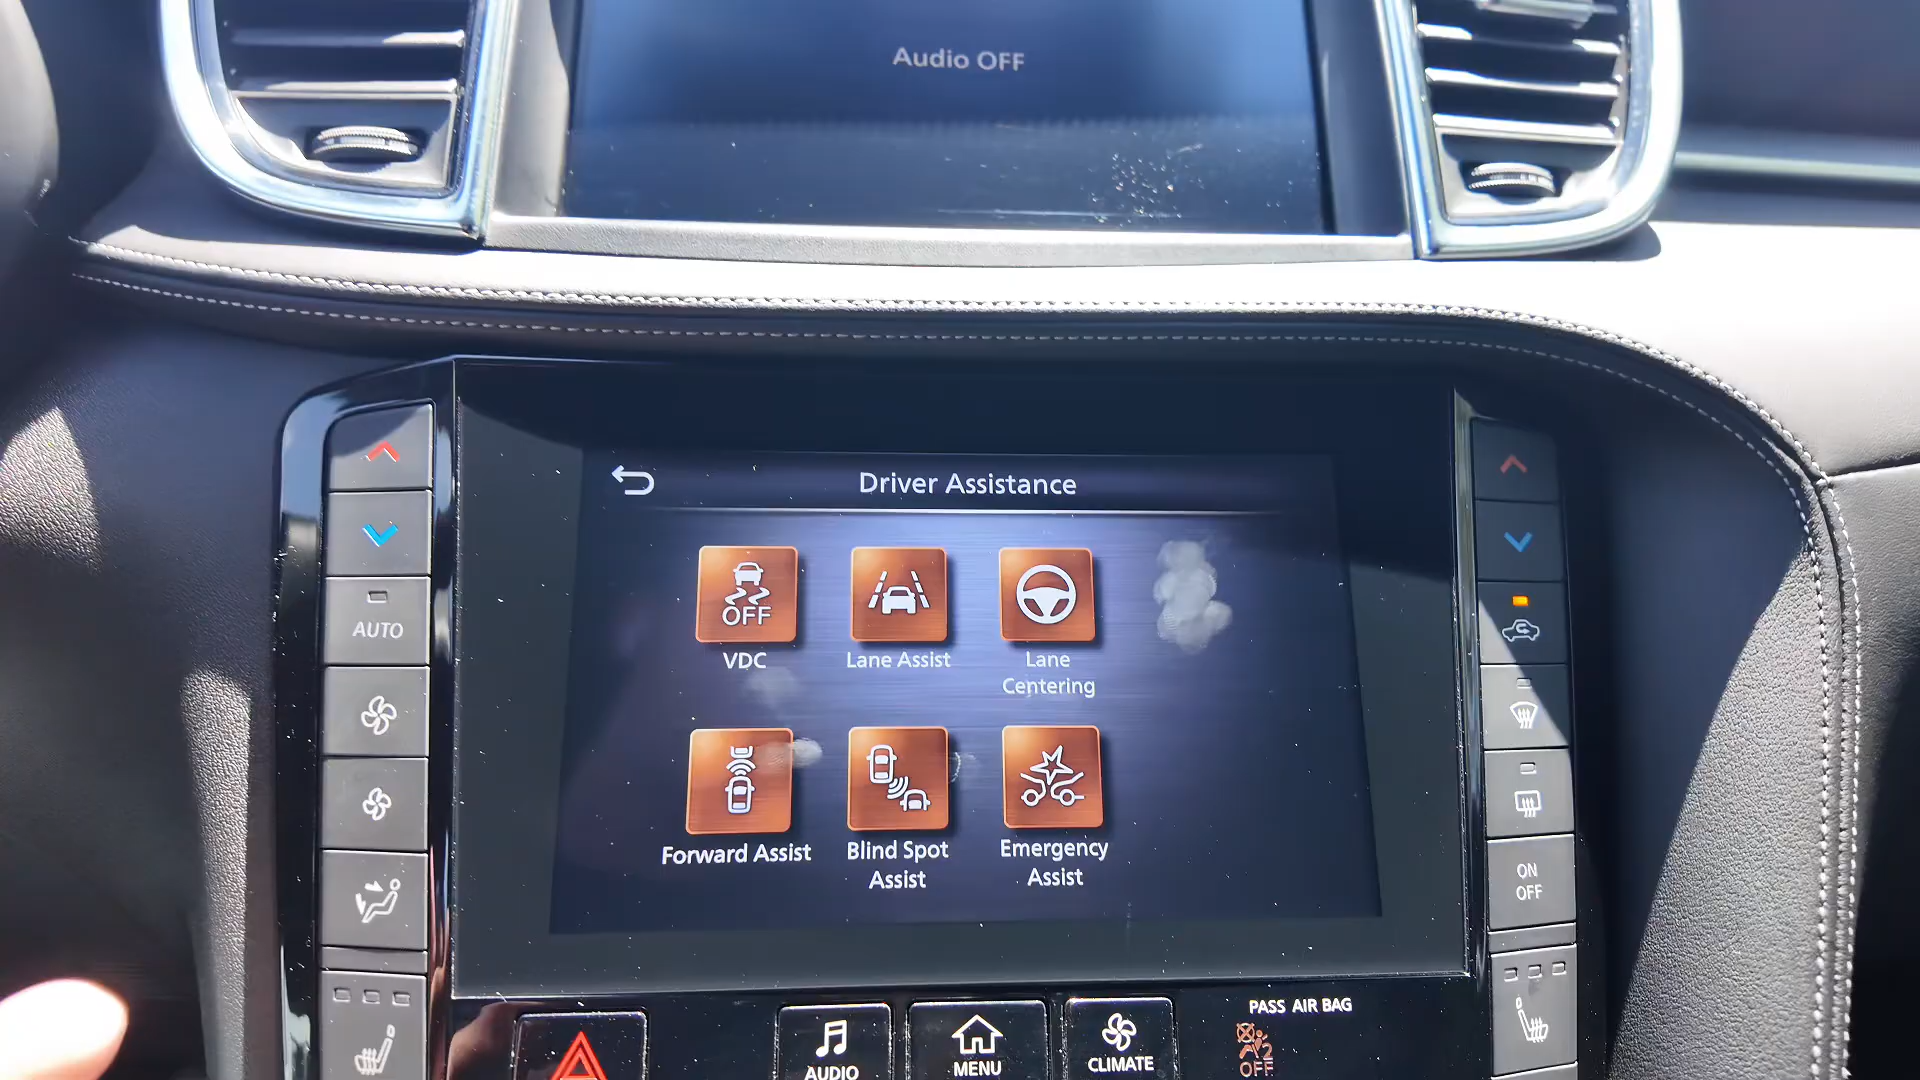 Audio OFF
Driver Assistance
OFF
VDC
Lane Assist
Lane
Centering
Forward Assist
Blind Spot
Assist
Emergency
Assist
AUTO
ON
OFF
AUDIO
MENU
CLIMATE
PASS AIR BAG
2
OFF